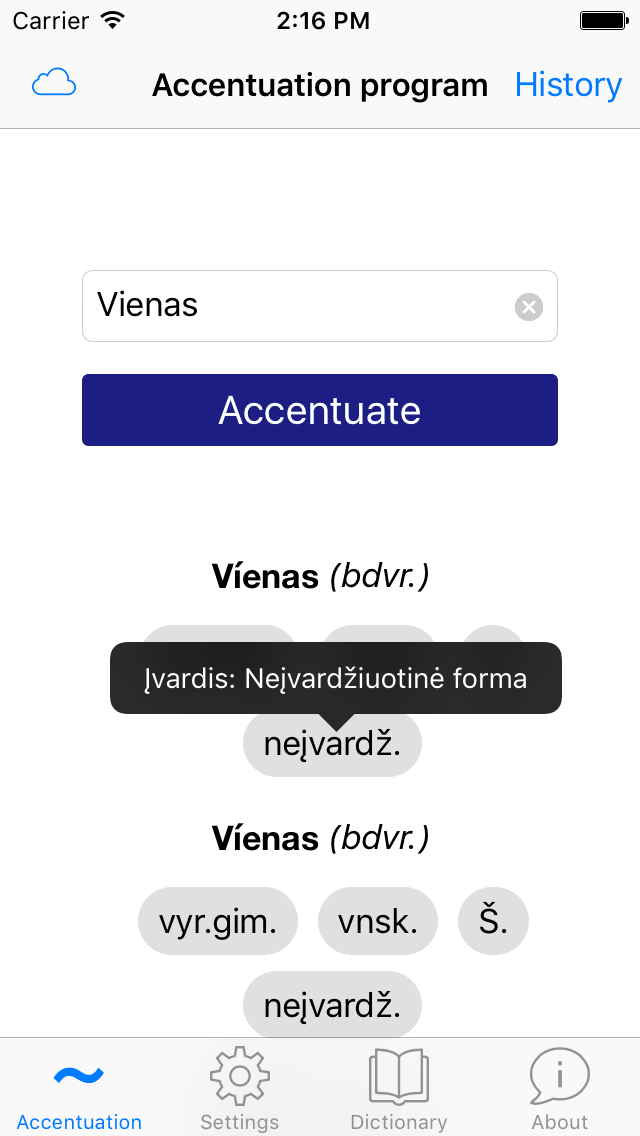 Carrier 2:16 PM
Accentuation program History
Vienas
Accentuate
Víenas (bdvr.)
Įvardis: Neįvardžiuotinė forma
neįvardž.
Víenas (bdvr.)
vyr.gim. vnsk. Š.
neįvardž.
Accentuation Settings Dictionary About